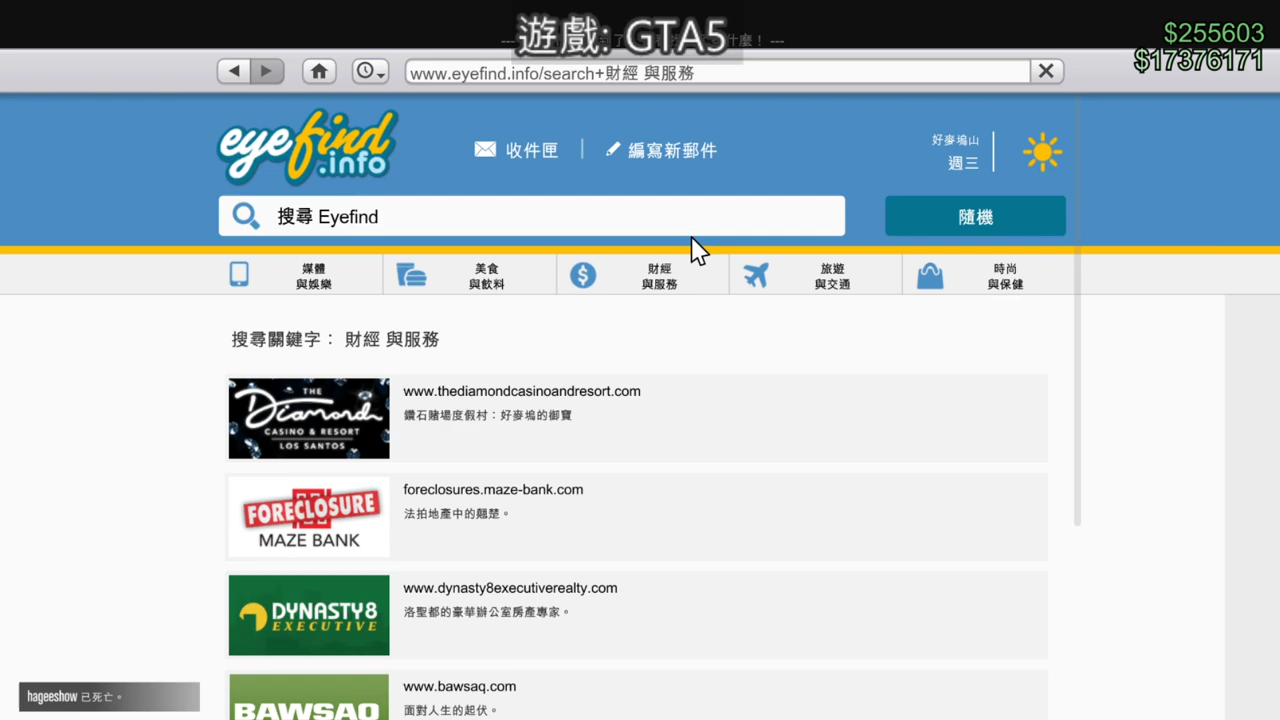 遊戲: GTA5
$255603
$17376171
www.eyefind.info/search+財經 與服務
eyefind
.info
收件匣
編寫新郵件
好麥塢山
週三
搜尋 Eyefind
隨機
媒體
與娛樂
美食
與飲料
財經
與服務
旅遊
與交通
時尚
與保健
搜尋關鍵字： 財經 與服務
THE
Diamond
CASINO & RESORT
LOS SANTOS
www.thediamondcasinoandresort.com
鑽石賭場度假村：好麥塢的御寶
FORECLOSURE
MAZE BANK
foreclosures.maze-bank.com
法拍地產中的翹楚。
DYNASTY8
EXECUTIVE
www.dynasty8executiverealty.com
洛聖都的豪華辦公室房產專家。
BAWSAQ
www.bawsaq.com
面對人生的起伏。
hageeshow 已死亡。